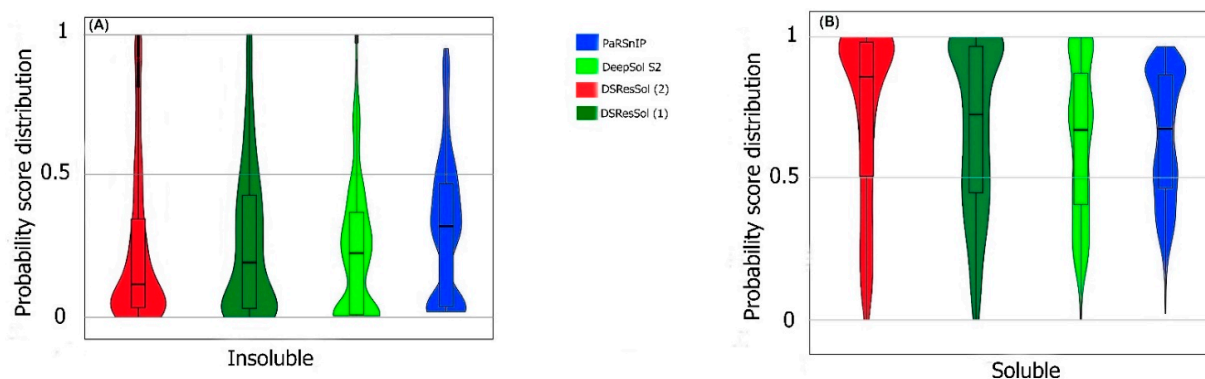 (A)
Probability score distribution
1
0.5
0
Insoluble
PaRSnIP
DeepSol S2
DSResSol (2)
DSResSol (1)
(B)
Probability score distribution
1
0.5
0
Soluble